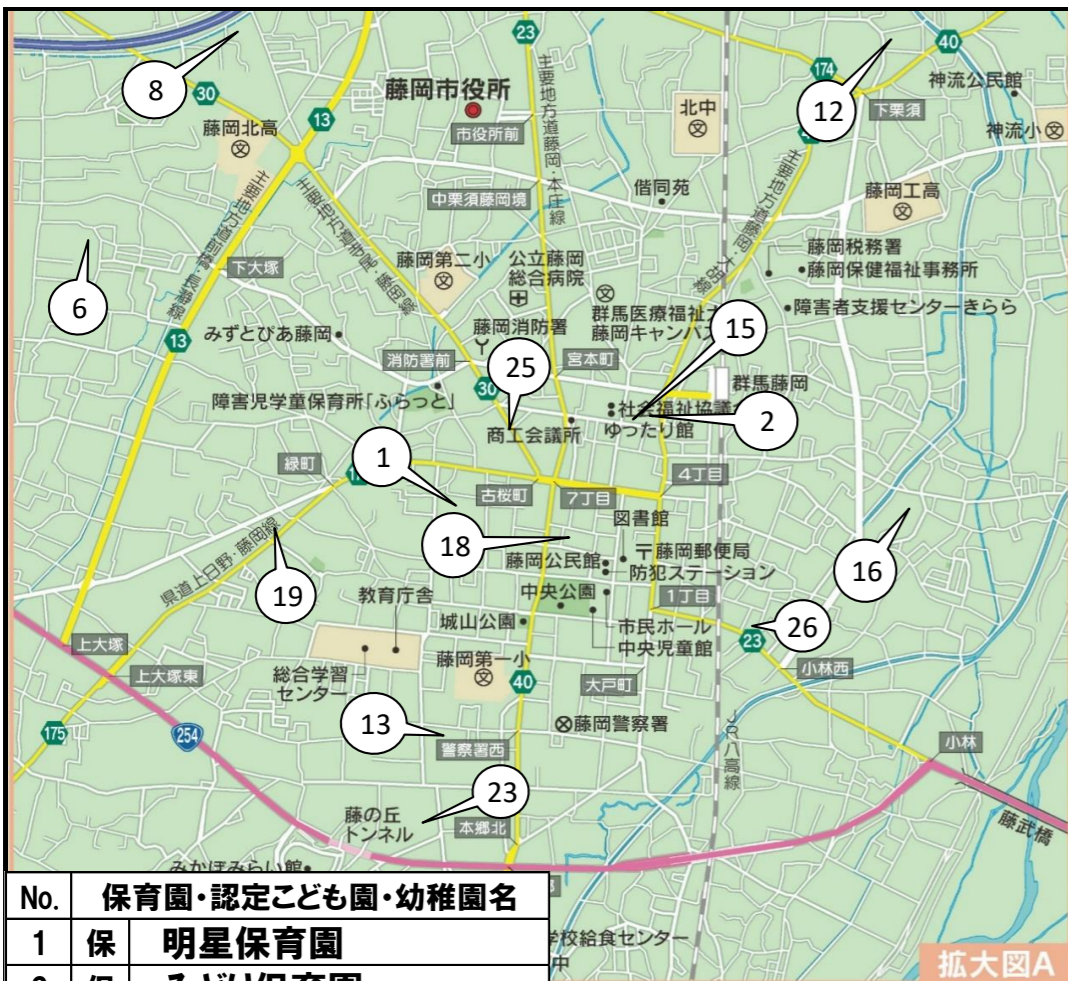 23
40
8
174
藤岡市役所
神流公民館
30
12
北中
下栗須
13
市役所前
神流小
藤岡北高
主要地方道藤岡・本庄線
偕同苑
中栗須藤岡境
藤岡工高
主要地方道前橋・長瀞線
主要地方道寺尾・藤岡線
藤岡第二小
公立藤岡
総合病院
藤岡税務署
藤岡保健福祉事務所
下大塚
6
群馬医療福祉大
藤岡キャンパス
障害者支援センターきらら
15
みずとぴあ藤岡
藤岡消防署
13
消防署前
宮本町
25
群馬藤岡
30
障害児学童保育所「ふらっと」
社会福祉協議会
2
商工会議所
ゆったり館
1
緑町
4丁目
古桜町
7丁目
図書館
18
〒藤岡郵便局
藤岡公民館
防犯ステーション
16
県道上日野・藤岡線
19
教育庁舎
中央公園
1丁目
城山公園
市民ホール
26
23
上大塚
中央児童館
藤岡第一小
小林西
上大塚東
総合学習
センター
40
大戸町
13
藤岡警察署
175
254
警察署西
JR八高線
小林
23
藤の丘
トンネル
本郷北
藤武橋
みかぼみらい館
No. 保育園・認定こども園・幼稚園名
1 保 明星保育園
学校給食センター
中
拡大図A